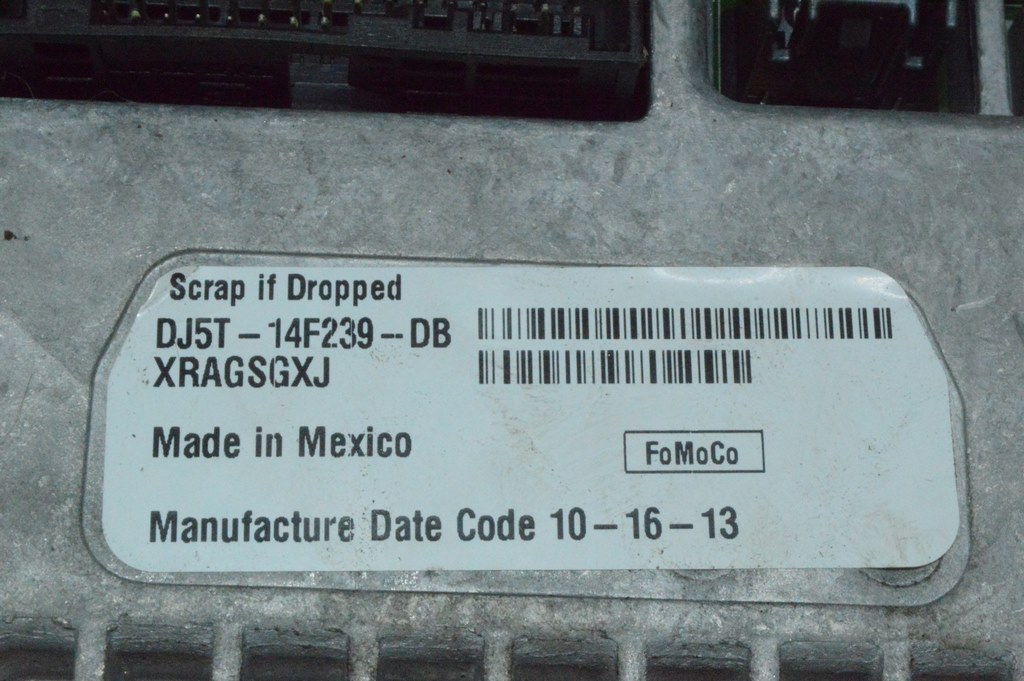 Scrap if Dropped
DJ5T-14F239-DB
XRAGSGXJ
Made in Mexico
FoMoCo
Manufacture Date Code 10-16-13